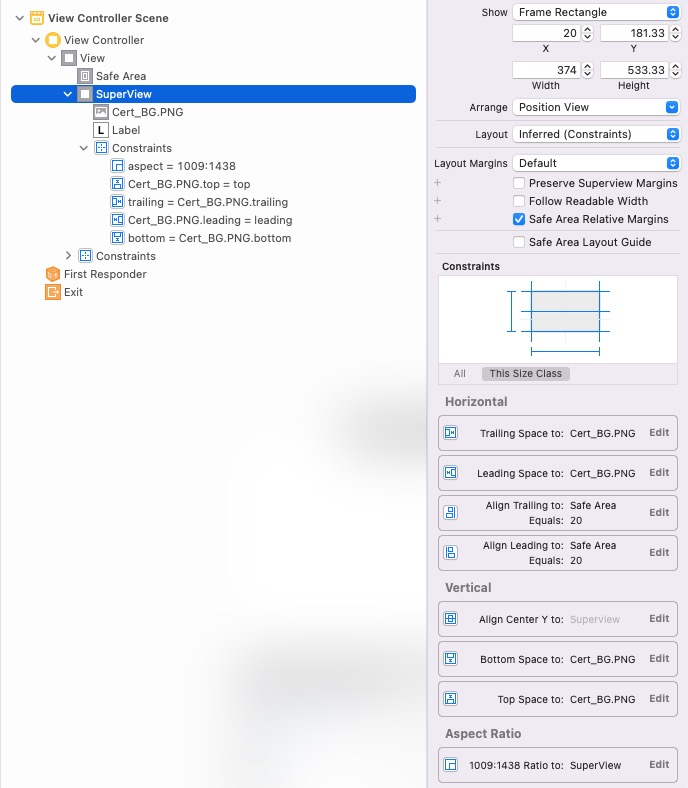 View Controller Scene
View Controller
View
Safe Area
SuperView
Cert_BG.PNG
L Label
Constraints
aspect = 1009:1438
Cert_BG.PNG.top = top
trailing = Cert_BG.PNG.trailing
Cert_BG.PNG.leading = leading
bottom = Cert_BG.PNG.bottom
Constraints
First Responder
Exit
Show Frame Rectangle
20 181.33
X Y
374 533.33
Width Height
Arrange Position View
Layout Inferred (Constraints)
Layout Margins Default
Preserve Superview Margins
Follow Readable Width
Safe Area Relative Margins
Safe Area Layout Guide
Constraints
All This Size Class
Horizontal
Trailing Space to: Cert_BG.PNG Edit
Leading Space to: Cert_BG.PNG Edit
Align Trailing to: Safe Area Edit
Equals: 20
Align Leading to: Safe Area Edit
Equals: 20
Vertical
Align Center Y to: Superview Edit
Bottom Space to: Cert_BG.PNG Edit
Top Space to: Cert_BG.PNG Edit
Aspect Ratio
1009:1438 Ratio to: SuperView Edit